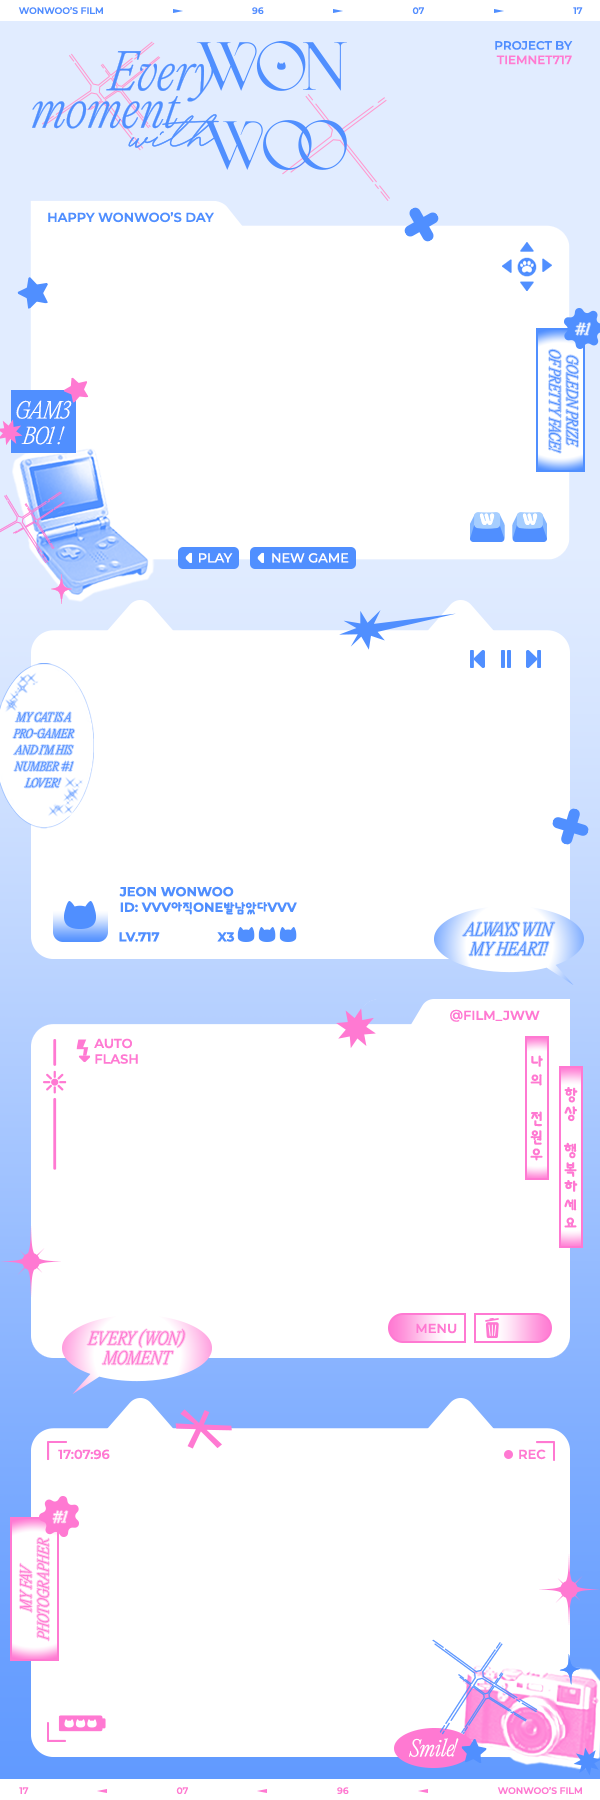 WONWOO'S FILM
96
07
17
PROJECT BY
TIEMNET717
EveryWON
moment
with WOO
HAPPY WONWOO'S DAY
#1
GOLEDN PRIZE
OF PRETTY FACE!
GAM3
BO1 !
W W
PLAY
NEW GAME
MY CAT IS A
PRO-GAMER
AND I'M HIS
NUMBER #1
LOVER!
JEON WONWOO
ID: VVV아직ONE발남았다VVV
LV.717
X3
ALWAYS WIN
MY HEART!
@FILM_JWW
AUTO
FLASH
나의 전원우
항상 행복하세요
EVERY (WON)
MOMENT
MENU
17:07:96
REC
#1
MY FAV
PHOTOGRAPHER
Smile!
17
07
96
WONWOO'S FILM